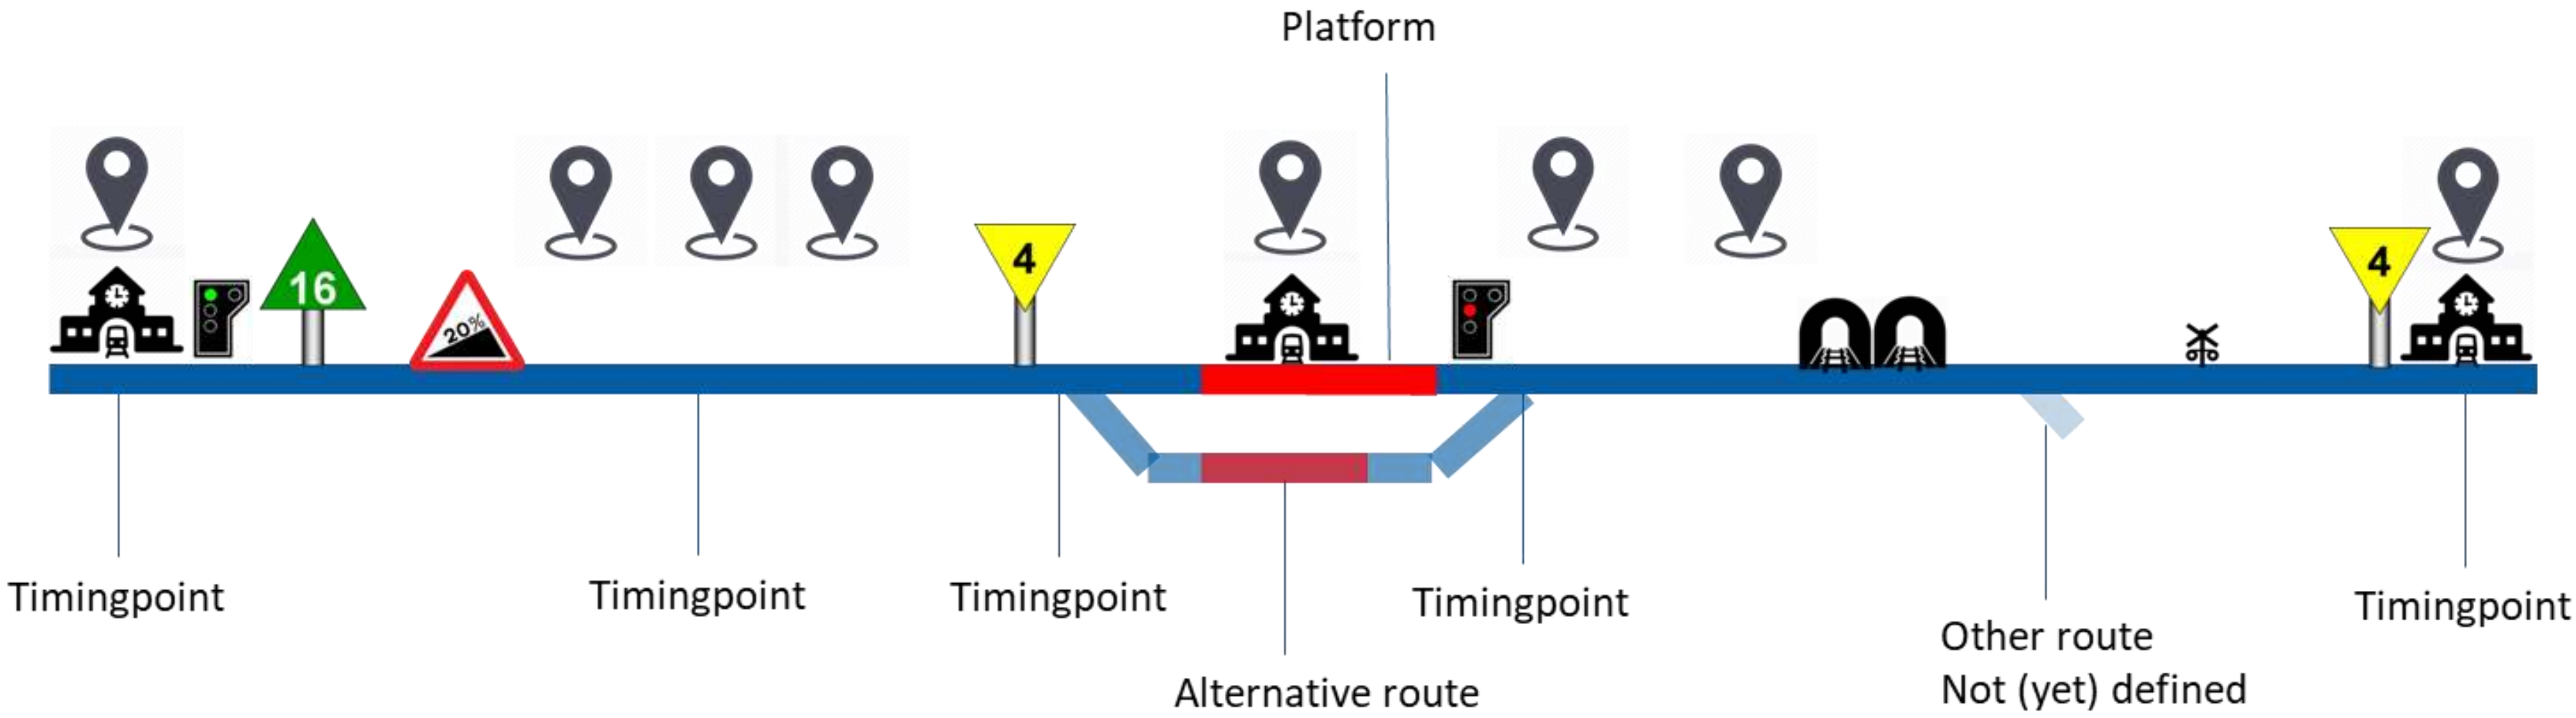 Platform
16
20%
4
4
Timingpoint
Timingpoint
Timingpoint
Timingpoint
Timingpoint
Other route
Not (yet) defined
Alternative route